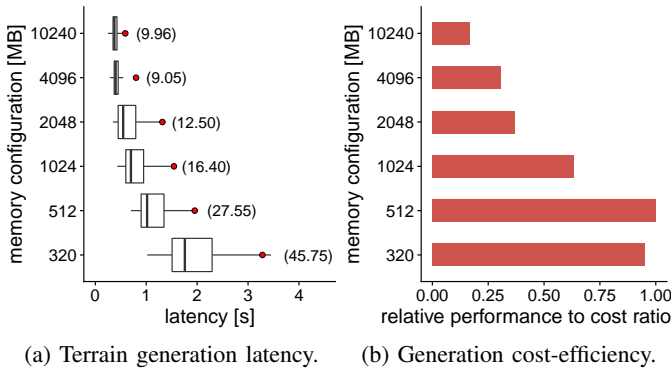 memory configuration [MB]
10240
4096
2048
1024
512
320
(9.96)
(9.05)
(12.50)
(16.40)
(27.55)
(45.75)
0 1 2 3 4
latency [s]
(a) Terrain generation latency.
memory configuration [MB]
10240
4096
2048
1024
512
320
0.00 0.25 0.50 0.75 1.00
relative performance to cost ratio
(b) Generation cost-efficiency.